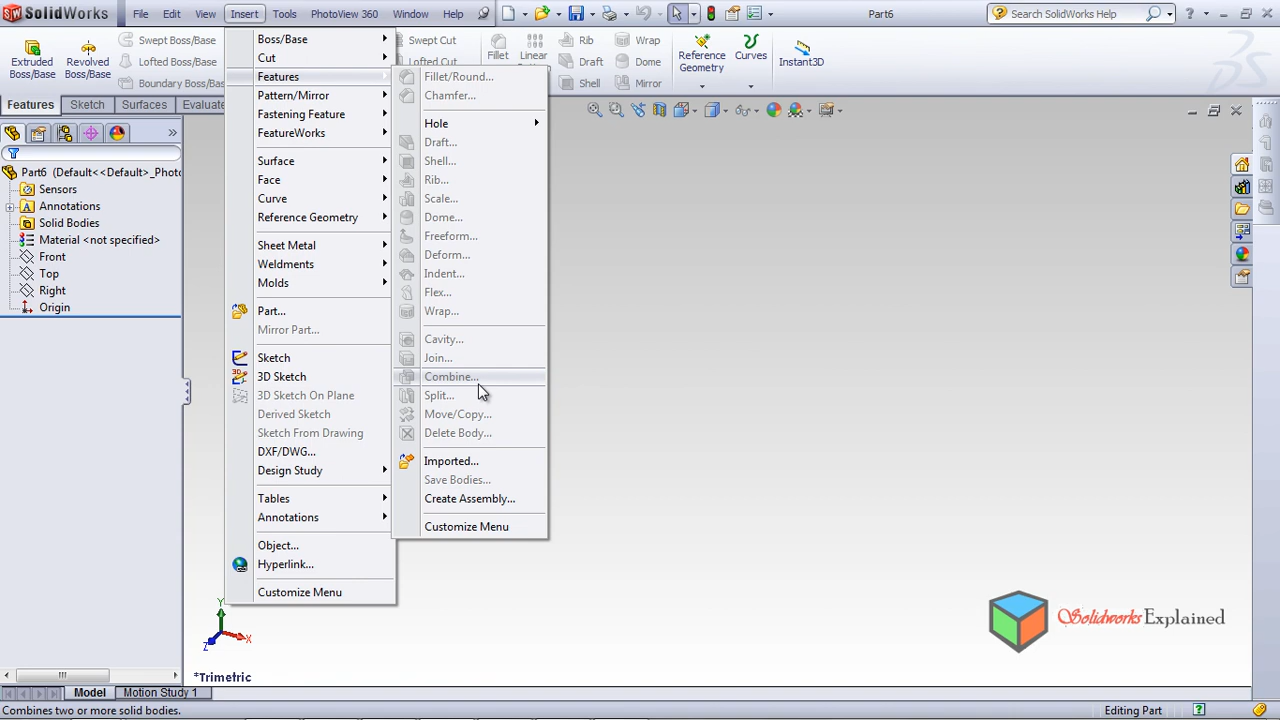 SolidWorks
File Edit View Insert Tools PhotoView 360 Window Help
Part6
Search SolidWorks Help
Extruded Boss/Base
Revolved Boss/Base
Swept Boss/Base
Lofted Boss/Base
Boundary Boss/Bas
Swept Cut
Lofted Cut
Fillet
Linear
Rib
Draft
Shell
Wrap
Dome
Mirror
Reference Geometry
Curves
Instant3D
Features Sketch Surfaces Evaluate
Part6 (Default<<Default>_Photo
Sensors
Annotations
Solid Bodies
Material <not specified>
Front
Top
Right
Origin
Boss/Base
Cut
Features
Pattern/Mirror
Fastening Feature
FeatureWorks
Surface
Face
Curve
Reference Geometry
Sheet Metal
Weldments
Molds
Part...
Mirror Part...
Sketch
3D Sketch
3D Sketch On Plane
Derived Sketch
Sketch From Drawing
DXF/DWG...
Design Study
Tables
Annotations
Object...
Hyperlink...
Customize Menu
Fillet/Round...
Chamfer...
Hole
Draft...
Shell...
Rib...
Scale...
Dome...
Freeform...
Deform...
Indent...
Flex...
Wrap...
Cavity...
Join...
Combine...
Split...
Move/Copy...
Delete Body...
Imported...
Save Bodies...
Create Assembly...
Customize Menu
Y
X
Z
*Trimetric
Solidworks Explained
Model Motion Study 1
Combines two or more solid bodies.
Editing Part